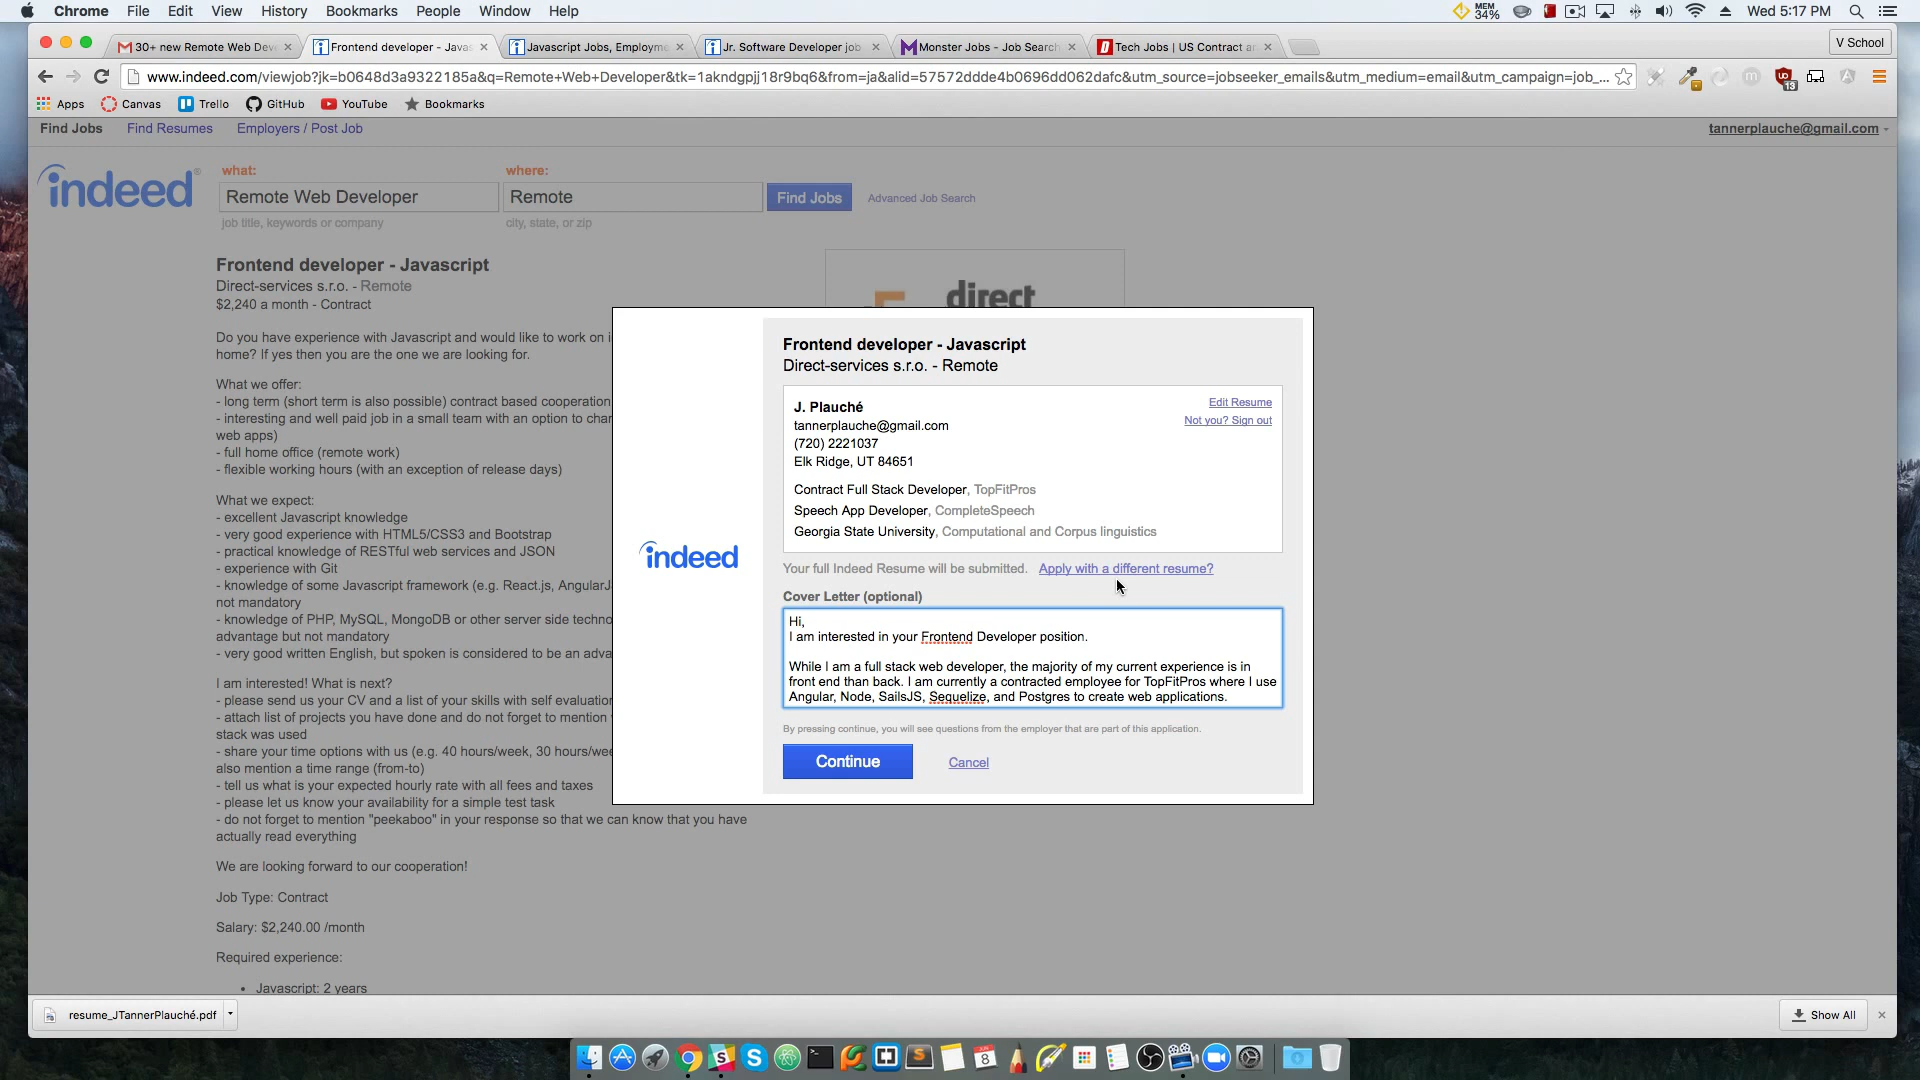 Chrome File Edit View History Bookmarks People Window Help
MEM 34% Wed 5:17 PM
30+ new Remote Web Dev
Frontend developer - Javas
Javascript Jobs, Employme
Jr. Software Developer job
Monster Jobs - Job Search
Tech Jobs | US Contract an
V School
www.indeed.com/viewjob?jk=b0648d3a9322185a&q=Remote+Web+Developer&tk=1akndgpjj18r9bq6&from=ja&alid=57572ddde4b0696dd062dafc&utm_source=jobseeker_emails&utm_medium=email&utm_campaign=job_...
13
Apps Canvas Trello GitHub YouTube Bookmarks
Find Jobs Find Resumes Employers / Post Job tannerplauche@gmail.com
what: where:
indeed® Remote Web Developer Remote Find Jobs Advanced Job Search
job title, keywords or company city, state, or zip
Frontend developer - Javascript
Direct-services s.r.o. - Remote
$2,240 a month - Contract
direct
Do you have experience with Javascript and would like to work on i
home? If yes then you are the one we are looking for.
What we offer:
- long term (short term is also possible) contract based cooperation
- interesting and well paid job in a small team with an option to char
web apps)
- full home office (remote work)
- flexible working hours (with an exception of release days)
What we expect:
- excellent Javascript knowledge
- very good experience with HTML5/CSS3 and Bootstrap
- practical knowledge of RESTful web services and JSON
- experience with Git
- knowledge of some Javascript framework (e.g. React.js, AngularJ
not mandatory
- knowledge of PHP, MySQL, MongoDB or other server side techno
advantage but not mandatory
- very good written English, but spoken is considered to be an adva
I am interested! What is next?
- please send us your CV and a list of your skills with self evaluation
- attach list of projects you have done and do not forget to mention
stack was used
- share your time options with us (e.g. 40 hours/week, 30 hours/wee
also mention a time range (from-to)
- tell us what is your expected hourly rate with all fees and taxes
- please let us know your availability for a simple test task
- do not forget to mention "peekaboo" in your response so that we can know that you have
actually read everything
We are looking forward to our cooperation!
Job Type: Contract
Salary: $2,240.00 /month
Required experience:
• Javascript: 2 years
indeed
Frontend developer - Javascript
Direct-services s.r.o. - Remote
J. Plauché
Edit Resume
tannerplauche@gmail.com
Not you? Sign out
(720) 2221037
Elk Ridge, UT 84651
Contract Full Stack Developer, TopFitPros
Speech App Developer, CompleteSpeech
Georgia State University, Computational and Corpus linguistics
Your full Indeed Resume will be submitted. Apply with a different resume?
Cover Letter (optional)
Hi,
I am interested in your Frontend Developer position.
While I am a full stack web developer, the majority of my current experience is in
front end than back. I am currently a contracted employee for TopFitPros where I use
Angular, Node, SailsJS, Sequelize, and Postgres to create web applications.
By pressing continue, you will see questions from the employer that are part of this application.
Continue Cancel
resume_JTannerPlauché.pdf
Show All
8